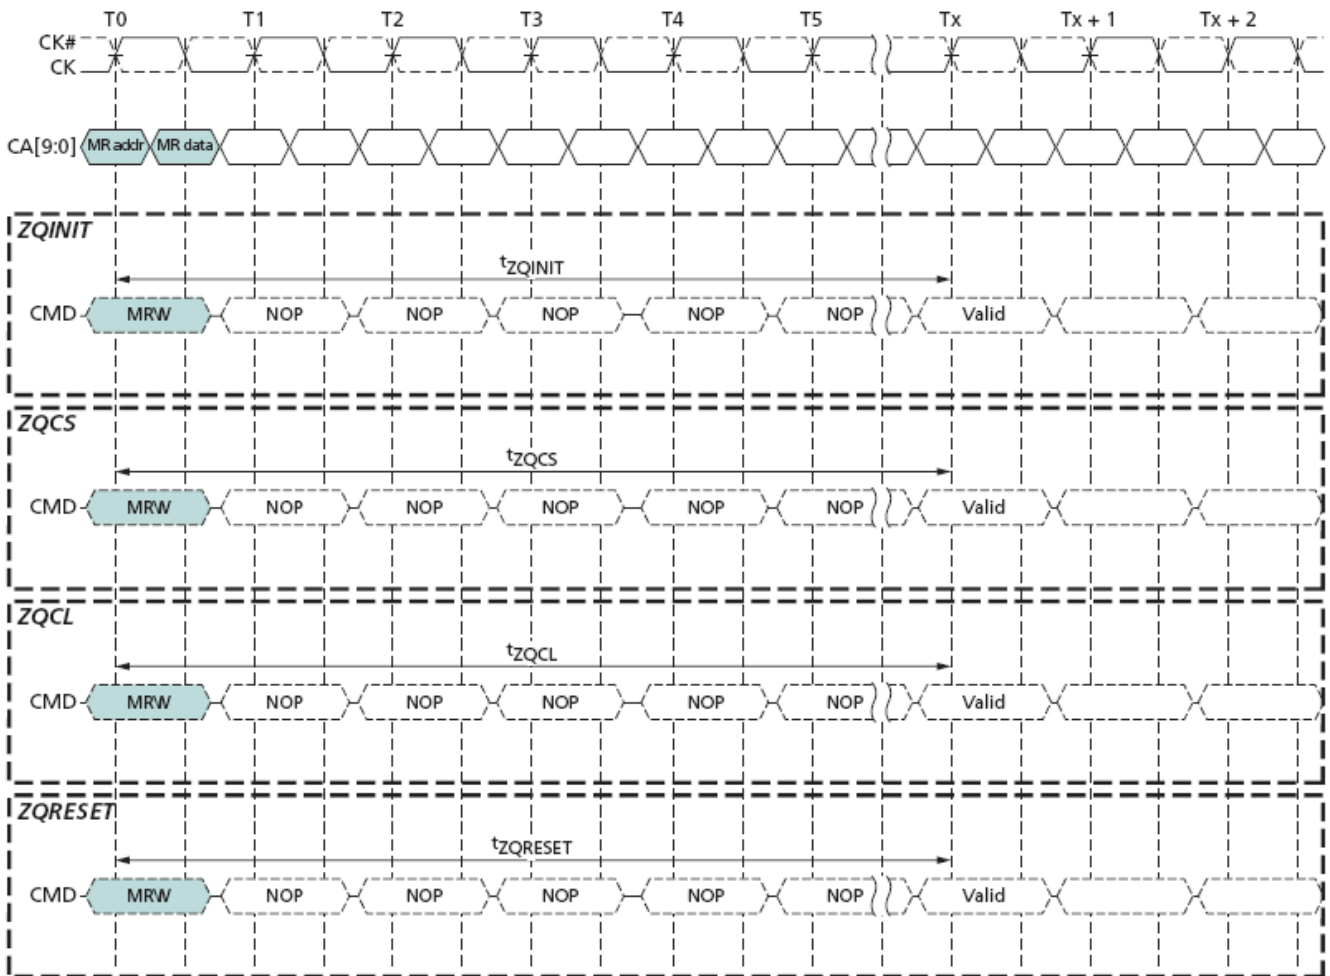 T0 T1 T2 T3 T4 T5 Tx Tx + 1 Tx + 2
CK#
CK
CA[9:0] MR addr MR data
ZQINIT
tZQINIT
CMD MRW NOP NOP NOP NOP NOP Valid
ZQCS
tZQCS
CMD MRW NOP NOP NOP NOP NOP Valid
ZQCL
tZQCL
CMD MRW NOP NOP NOP NOP NOP Valid
ZQRESET
tZQRESET
CMD MRW NOP NOP NOP NOP NOP Valid